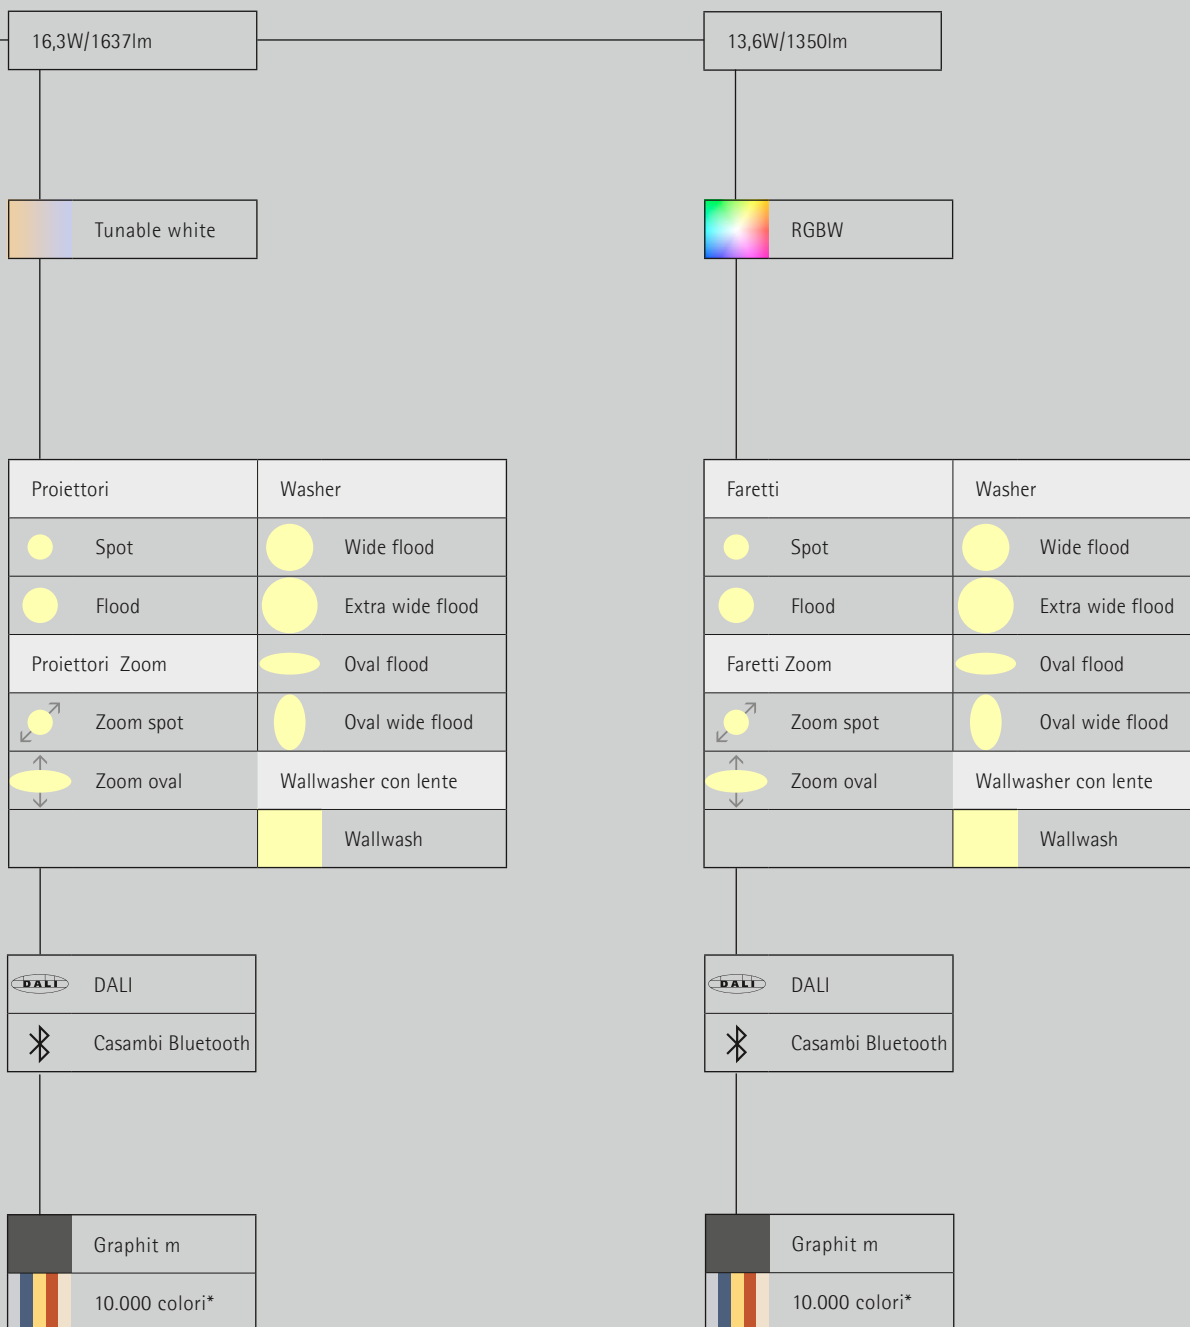 16,3W/1637lm
13,6W/1350lm
Tunable white
RGBW
Proiettori
Washer
Spot
Wide flood
Flood
Extra wide flood
Proiettori Zoom
Oval flood
Zoom spot
Oval wide flood
Zoom oval
Wallwasher con lente
Wallwash
Faretti
Washer
Spot
Wide flood
Flood
Extra wide flood
Faretti Zoom
Oval flood
Zoom spot
Oval wide flood
Zoom oval
Wallwasher con lente
Wallwash
DALI DALI
Casambi Bluetooth
DALI DALI
Casambi Bluetooth
Graphit m
10.000 colori*
Graphit m
10.000 colori*